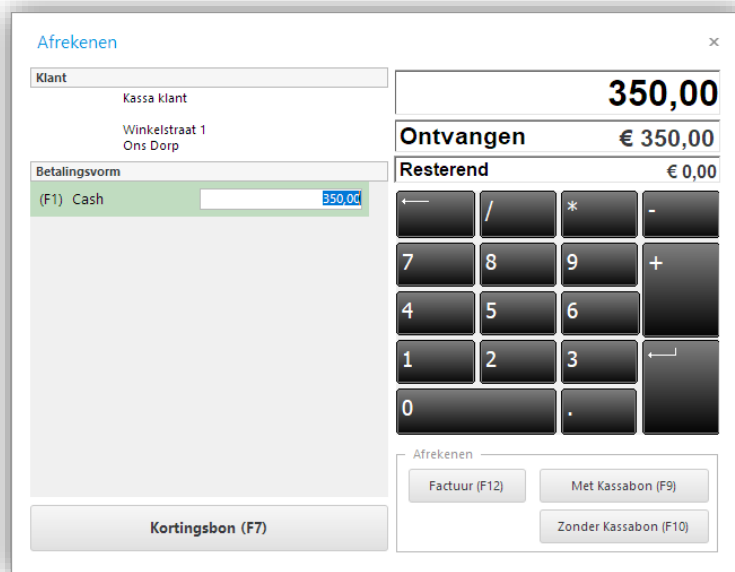 Afrekenen
×
Klant
Kassa klant
Winkelstraat 1
Ons Dorp
Betalingsvorm
(F1) Cash 350,00
Kortingsbon (F7)
350,00
Ontvangen € 350,00
Resterend € 0,00
← / * -
7 8 9 +
4 5 6
1 2 3 ↵
0 .
Afrekenen
Factuur (F12) Met Kassabon (F9)
Zonder Kassabon (F10)